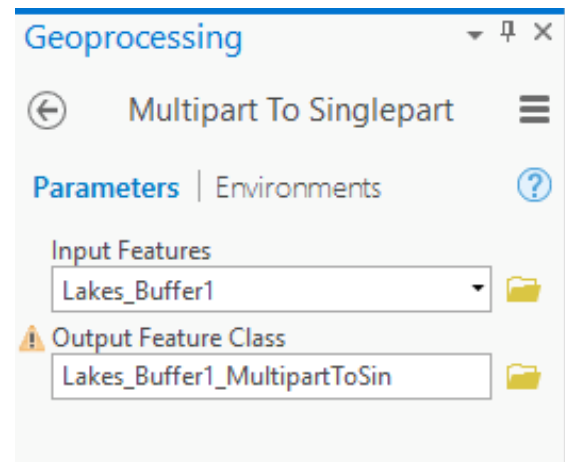 Geoprocessing
Multipart To Singlepart
Parameters | Environments
Input Features
Lakes_Buffer1
Output Feature Class
Lakes_Buffer1_MultipartToSin